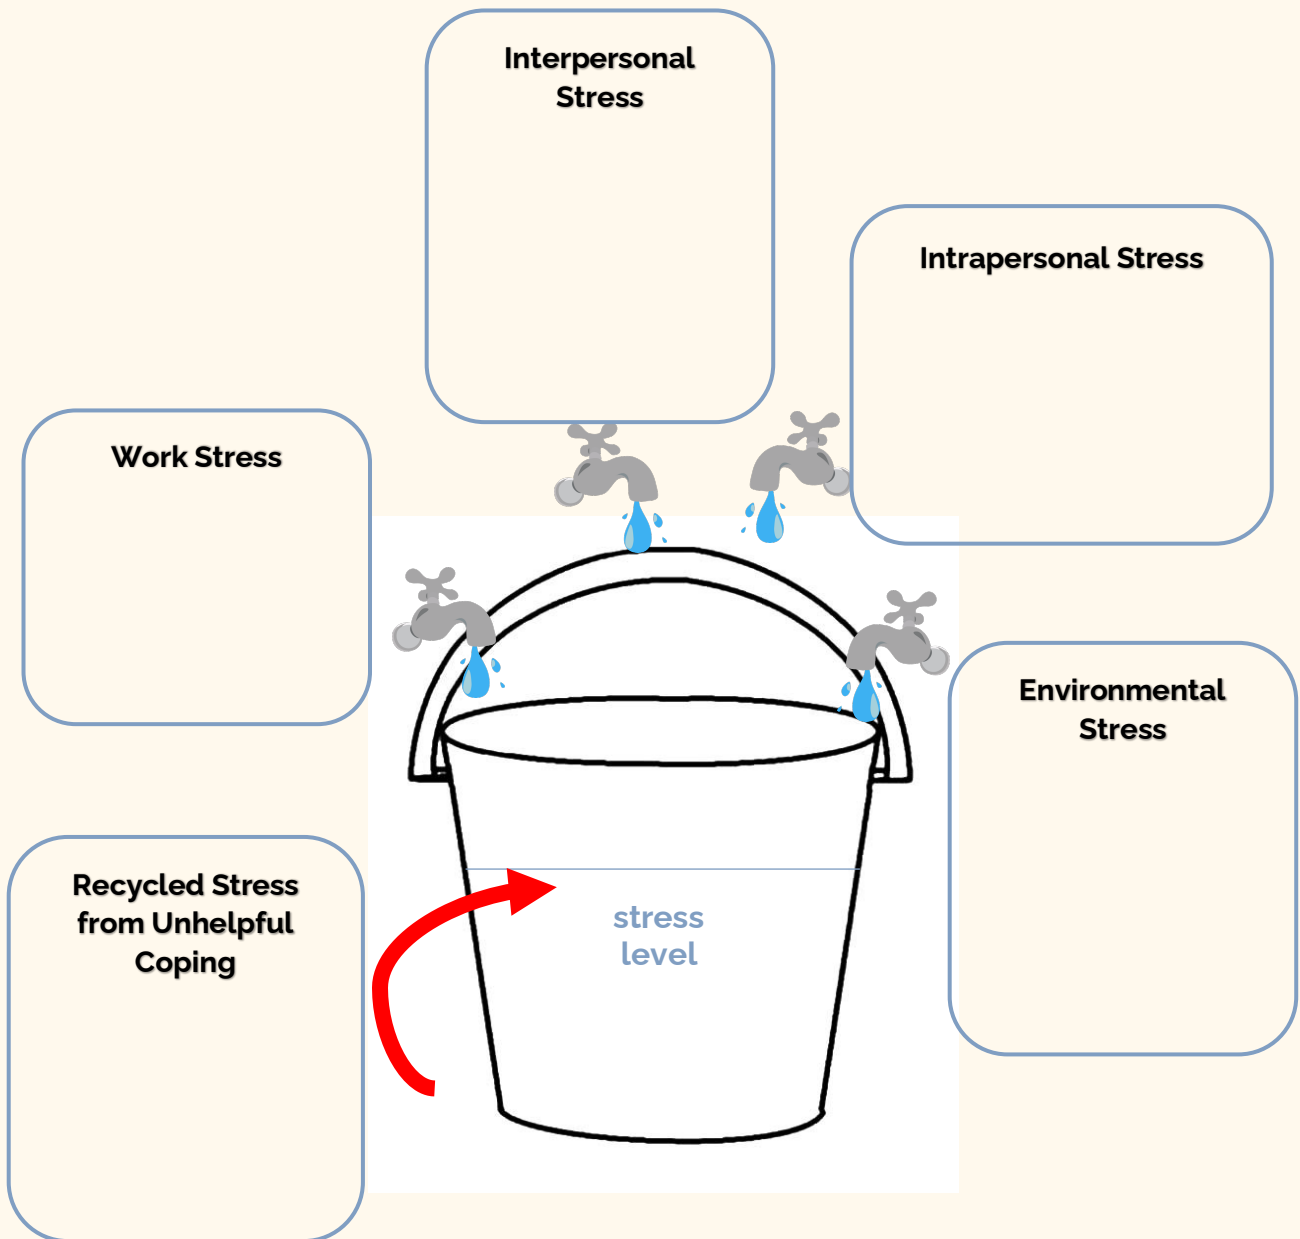 Interpersonal
Stress
Intrapersonal Stress
Work Stress
Environmental
Stress
Recycled Stress
from Unhelpful
Coping
stress
level